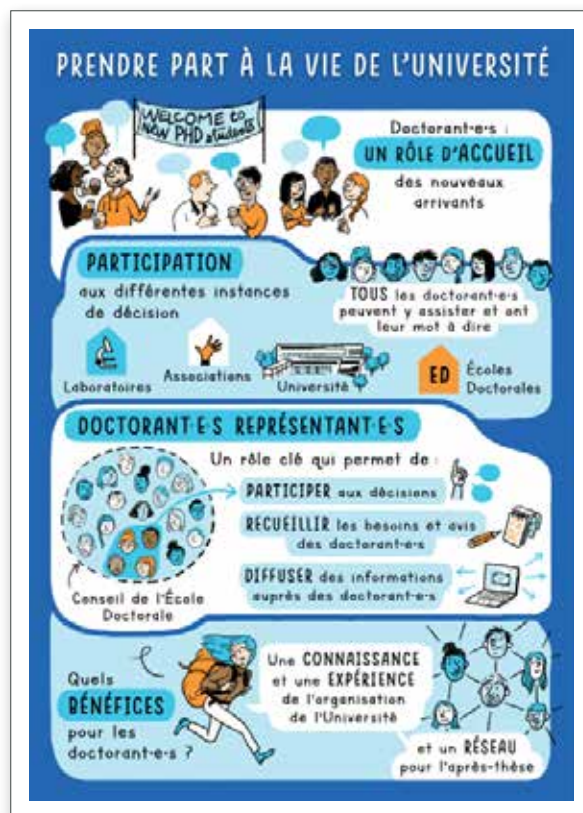 PRENDRE PART À LA VIE DE L'UNIVERSITÉ
WELCOME to
NEW PHD students
Doctorant·e·s :
UN RÔLE D'ACCUEIL
des nouveaux
arrivants
PARTICIPATION
aux différentes instances
de décision
TOUS les doctorant·e·s
peuvent y assister et ont
leur mot à dire
Laboratoires
Associations
Université
ED
Écoles
Doctorales
DOCTORANT·E·S REPRÉSENTANT·E·S
Un rôle clé qui permet de :
PARTICIPER aux décisions
RECUEILLIR les besoins et avis
des doctorant·e·s
DIFFUSER des informations
auprès des doctorant·e·s
Conseil de l'École
Doctorale
Quels
BÉNÉFICES
pour les
doctorant·e·s ?
Une CONNAISSANCE
et une EXPÉRIENCE
de l'organisation
de l'Université
et un RÉSEAU
pour l'après-thèse